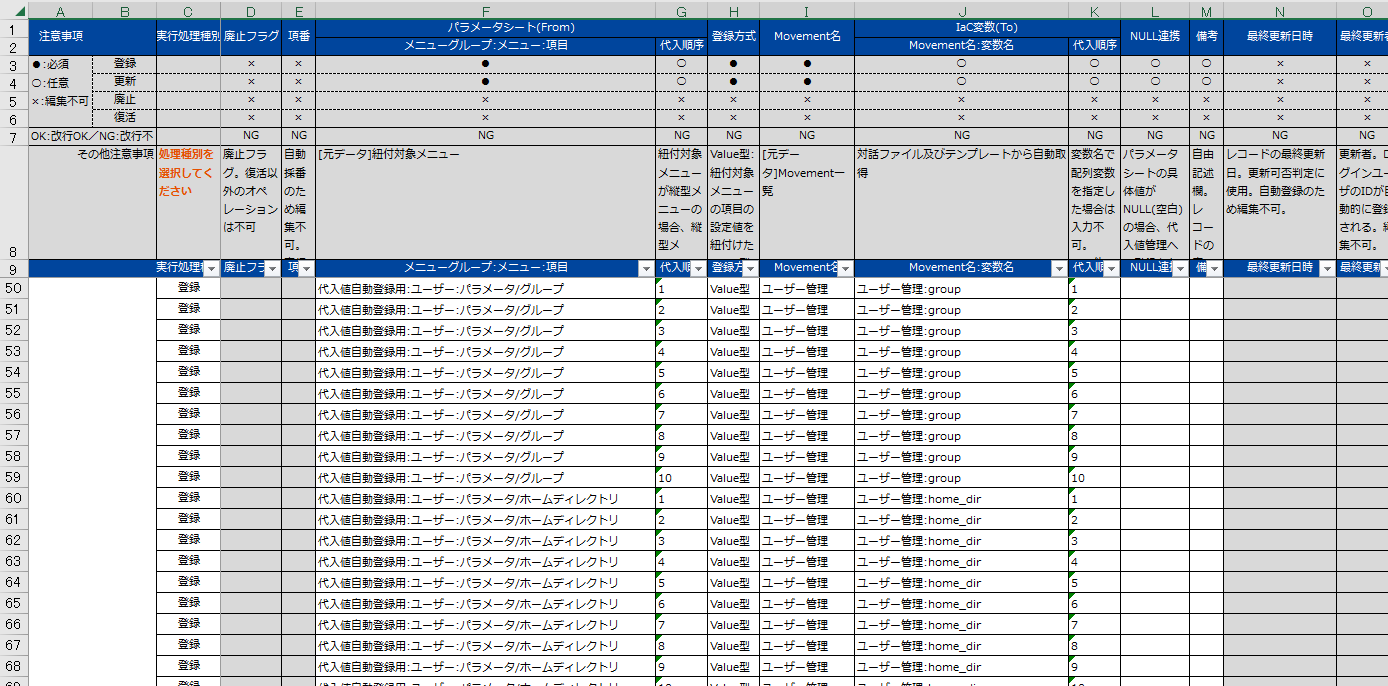 A B C D E F G H I J K L M N O
1 注意事項 実行処理種別 廃止フラグ 項番 パラメータシート(From) 登録方式 Movement名 IaC変数(To) NULL連携 備考 最終更新日時 最終更新者
2 メニューグループ:メニュー:項目 代入順序 Movement名:変数名 代入順序
3 ●:必須 登録 × × ● ○ ● ● ○ ○ ○ ○ × ×
4 ○:任意 更新 × × ● ○ ● ● ○ ○ ○ ○ × ×
5 ×:編集不可 廃止 × × × × × × × × × × × ×
6 復活 × × × × × × × × × × × ×
7 OK:改行OK/NG:改行不 NG NG NG NG NG NG NG NG NG NG NG NG
8 その他注意事項
処理種別を
選択してく
ださい
廃止フラ
グ。復活以
外のオペ
レーション
は不可
自動
採番
のた
め編
集不
可。
[元データ]紐付対象メニュー
紐付対象
メニュー
が縦型メ
ニューの
場合、縦
型メ
Value型:
紐付対象
メニュー
の項目の
設定値を
紐付けた
[元デー
タ]Movement一
覧
対話ファイル及びテンプレートから自動取
得
変数名で
配列変数
を指定し
た場合は
入力不
可。
パラメータ
シートの具
体値が
NULL(空白)
の場合、代
入値管理へ
自由
記述
欄。
レ
コー
ドの
レコードの最終更新
日。更新可否判定に
使用。自動登録のた
め編集不可。
更新者。ロ
グインユー
ザのIDが自
動的に登録
される。編
集不可。
9 実行処理種 廃止フラ 項 メニューグループ:メニュー:項目 代入順 登録方 Movement名 Movement名:変数名 代入順 NULL連携 備 最終更新日時 最終更新
50 登録 代入値自動登録用:ユーザー:パラメータ/グループ 1 Value型 ユーザー管理 ユーザー管理:group 1
51 登録 代入値自動登録用:ユーザー:パラメータ/グループ 2 Value型 ユーザー管理 ユーザー管理:group 2
52 登録 代入値自動登録用:ユーザー:パラメータ/グループ 3 Value型 ユーザー管理 ユーザー管理:group 3
53 登録 代入値自動登録用:ユーザー:パラメータ/グループ 4 Value型 ユーザー管理 ユーザー管理:group 4
54 登録 代入値自動登録用:ユーザー:パラメータ/グループ 5 Value型 ユーザー管理 ユーザー管理:group 5
55 登録 代入値自動登録用:ユーザー:パラメータ/グループ 6 Value型 ユーザー管理 ユーザー管理:group 6
56 登録 代入値自動登録用:ユーザー:パラメータ/グループ 7 Value型 ユーザー管理 ユーザー管理:group 7
57 登録 代入値自動登録用:ユーザー:パラメータ/グループ 8 Value型 ユーザー管理 ユーザー管理:group 8
58 登録 代入値自動登録用:ユーザー:パラメータ/グループ 9 Value型 ユーザー管理 ユーザー管理:group 9
59 登録 代入値自動登録用:ユーザー:パラメータ/グループ 10 Value型 ユーザー管理 ユーザー管理:group 10
60 登録 代入値自動登録用:ユーザー:パラメータ/ホームディレクトリ 1 Value型 ユーザー管理 ユーザー管理:home_dir 1
61 登録 代入値自動登録用:ユーザー:パラメータ/ホームディレクトリ 2 Value型 ユーザー管理 ユーザー管理:home_dir 2
62 登録 代入値自動登録用:ユーザー:パラメータ/ホームディレクトリ 3 Value型 ユーザー管理 ユーザー管理:home_dir 3
63 登録 代入値自動登録用:ユーザー:パラメータ/ホームディレクトリ 4 Value型 ユーザー管理 ユーザー管理:home_dir 4
64 登録 代入値自動登録用:ユーザー:パラメータ/ホームディレクトリ 5 Value型 ユーザー管理 ユーザー管理:home_dir 5
65 登録 代入値自動登録用:ユーザー:パラメータ/ホームディレクトリ 6 Value型 ユーザー管理 ユーザー管理:home_dir 6
66 登録 代入値自動登録用:ユーザー:パラメータ/ホームディレクトリ 7 Value型 ユーザー管理 ユーザー管理:home_dir 7
67 登録 代入値自動登録用:ユーザー:パラメータ/ホームディレクトリ 8 Value型 ユーザー管理 ユーザー管理:home_dir 8
68 登録 代入値自動登録用:ユーザー:パラメータ/ホームディレクトリ 9 Value型 ユーザー管理 ユーザー管理:home_dir 9